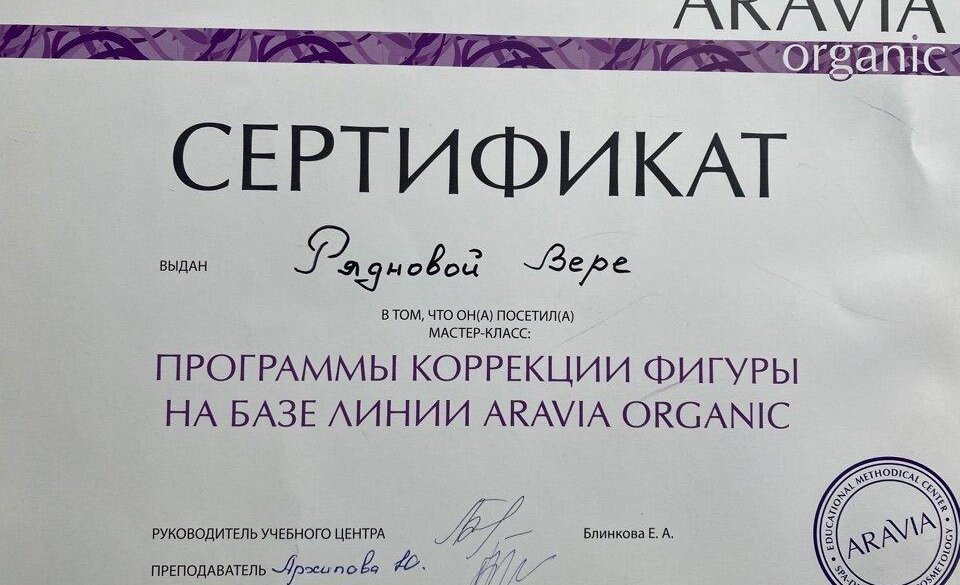 ARAVIA
organic
СЕРТИФИКАТ
ВЫДАН Рядновой Вере
В ТОМ, ЧТО ОН(А) ПОСЕТИЛ(А)
МАСТЕР-КЛАСС:
ПРОГРАММЫ КОРРЕКЦИИ ФИГУРЫ
НА БАЗЕ ЛИНИИ ARAVIA ORGANIC
РУКОВОДИТЕЛЬ УЧЕБНОГО ЦЕНТРА Блинкова Е. А.
ПРЕПОДАВАТЕЛЬ Архипова Ю.
EDUCATIONAL METHODICAL CENTER
ARAVIA